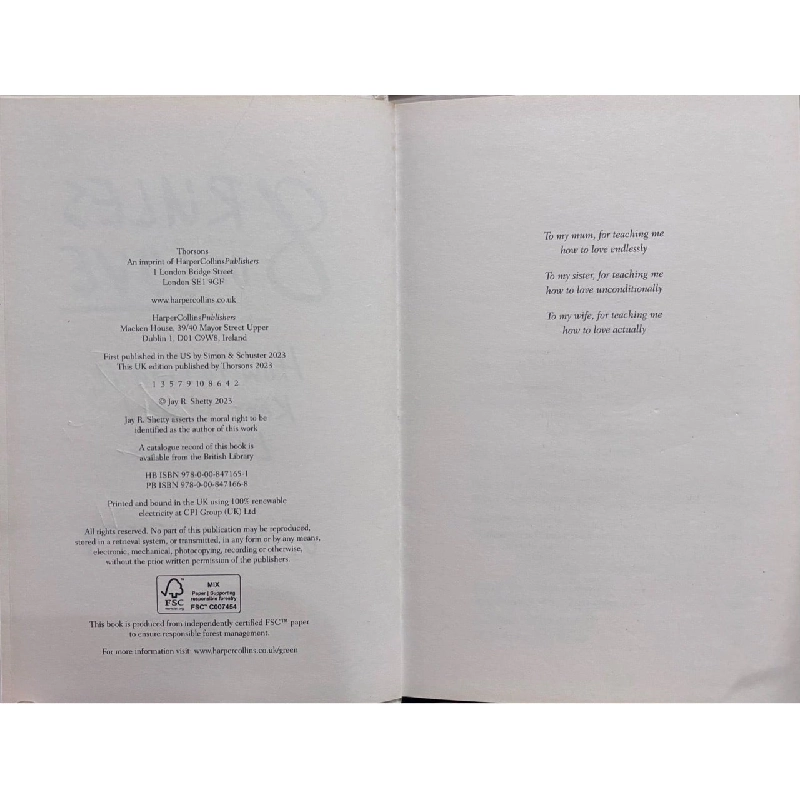 Thorsons
An imprint of HarperCollinsPublishers
1 London Bridge Street
London SE1 9GF
www.harpercollins.co.uk
HarperCollinsPublishers
Macken House, 39/40 Mayor Street Upper
Dublin 1, D01 C9W8, Ireland
First published in the US by Simon & Schuster 2023
This UK edition published by Thorsons 2023
1 3 5 7 9 10 8 6 4 2
© Jay R. Shetty 2023
Jay R. Shetty asserts the moral right to be
identified as the author of this work
A catalogue record of this book is
available from the British Library
HB ISBN 978-0-00-847165-1
PB ISBN 978-0-00-847166-8
Printed and bound in the UK using 100% renewable
electricity at CPI Group (UK) Ltd
All rights reserved. No part of this publication may be reproduced,
stored in a retrieval system, or transmitted, in any form or by any means,
electronic, mechanical, photocopying, recording or otherwise,
without the prior written permission of the publishers.
FSC
MIX
Paper | Supporting
responsible forestry
FSC™ C007454
This book is produced from independently certified FSC™ paper
to ensure responsible forest management.
For more information visit: www.harpercollins.co.uk/green
To my mum, for teaching me
how to love endlessly
To my sister, for teaching me
how to love unconditionally
To my wife, for teaching me
how to love actually